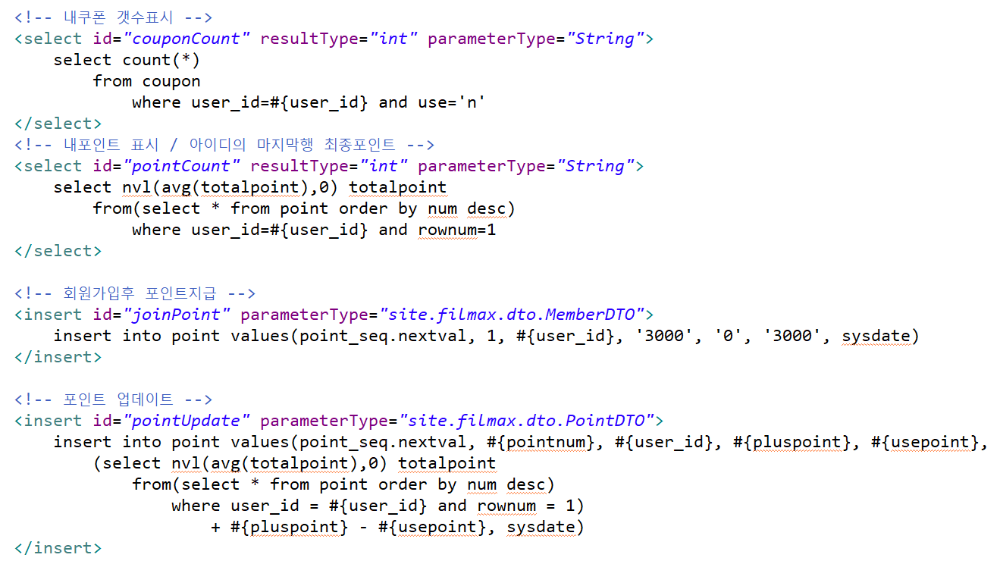 <!-- 내쿠폰 갯수표시 -->
<select id="couponCount" resultType="int" parameterType="String">
    select count(*)
        from coupon
            where user_id=#{user_id} and use='n'
</select>
<!-- 내포인트 표시 / 아이디의 마지막행 최종포인트 -->
<select id="pointCount" resultType="int" parameterType="String">
    select nvl(avg(totalpoint),0) totalpoint
        from(select * from point order by num desc)
            where user_id=#{user_id} and rownum=1
</select>

<!-- 회원가입후 포인트지급 -->
<insert id="joinPoint" parameterType="site.filmax.dto.MemberDTO">
    insert into point values(point_seq.nextval, 1, #{user_id}, '3000', '0', '3000', sysdate)
</insert>

<!-- 포인트 업데이트 -->
<insert id="pointUpdate" parameterType="site.filmax.dto.PointDTO">
    insert into point values(point_seq.nextval, #{pointnum}, #{user_id}, #{pluspoint}, #{usepoint},
        (select nvl(avg(totalpoint),0) totalpoint
            from(select * from point order by num desc)
                where user_id = #{user_id} and rownum = 1)
                    + #{pluspoint} - #{usepoint}, sysdate)
</insert>